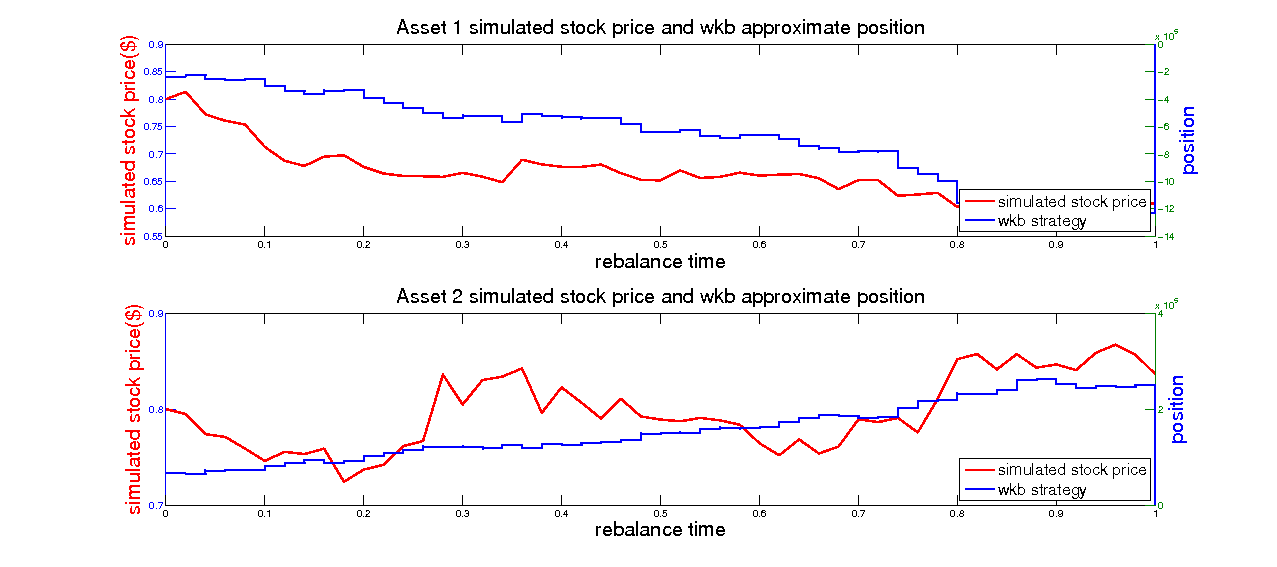 Asset 1 simulated stock price and wkb approximate position
simulated stock price($)
0.9
0.85
0.8
0.75
0.7
0.65
0.6
0.55
x 10^5
0
-2
-4
-6
-8
-10
-12
-14
position
simulated stock price
wkb strategy
0 0.1 0.2 0.3 0.4 0.5 0.6 0.7 0.8 0.9 1
rebalance time
Asset 2 simulated stock price and wkb approximate position
simulated stock price($)
0.9
0.8
0.7
x 10^5
4
2
0
position
simulated stock price
wkb strategy
0 0.1 0.2 0.3 0.4 0.5 0.6 0.7 0.8 0.9 1
rebalance time